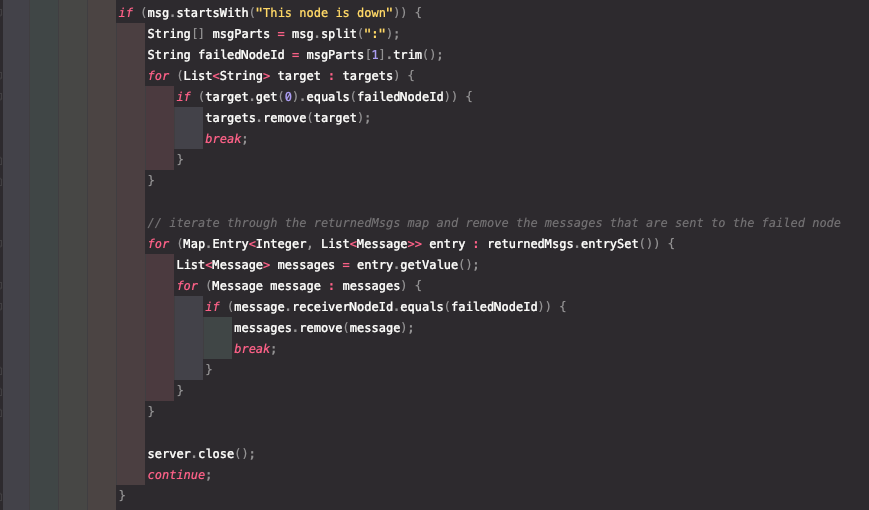 if (msg.startsWith("This node is down")) {
String[] msgParts = msg.split(":");
String failedNodeId = msgParts[1].trim();
for (List<String> target : targets) {
if (target.get(0).equals(failedNodeId)) {
targets.remove(target);
break;
}
}
// iterate through the returnedMsgs map and remove the messages that are sent to the failed node
for (Map.Entry<Integer, List<Message>> entry : returnedMsgs.entrySet()) {
List<Message> messages = entry.getValue();
for (Message message : messages) {
if (message.receiverNodeId.equals(failedNodeId)) {
messages.remove(message);
break;
}
}
}
server.close();
continue;
}